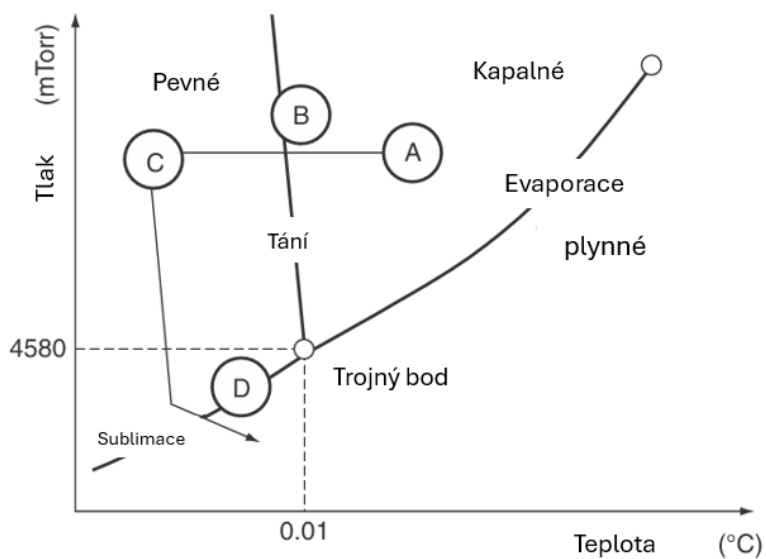 Tlak (mTorr)
Pevné
Kapalné
B
C
A
Evaporace
Tání
plynné
4580
D
Trojný bod
Sublimace
0.01
Teplota (°C)